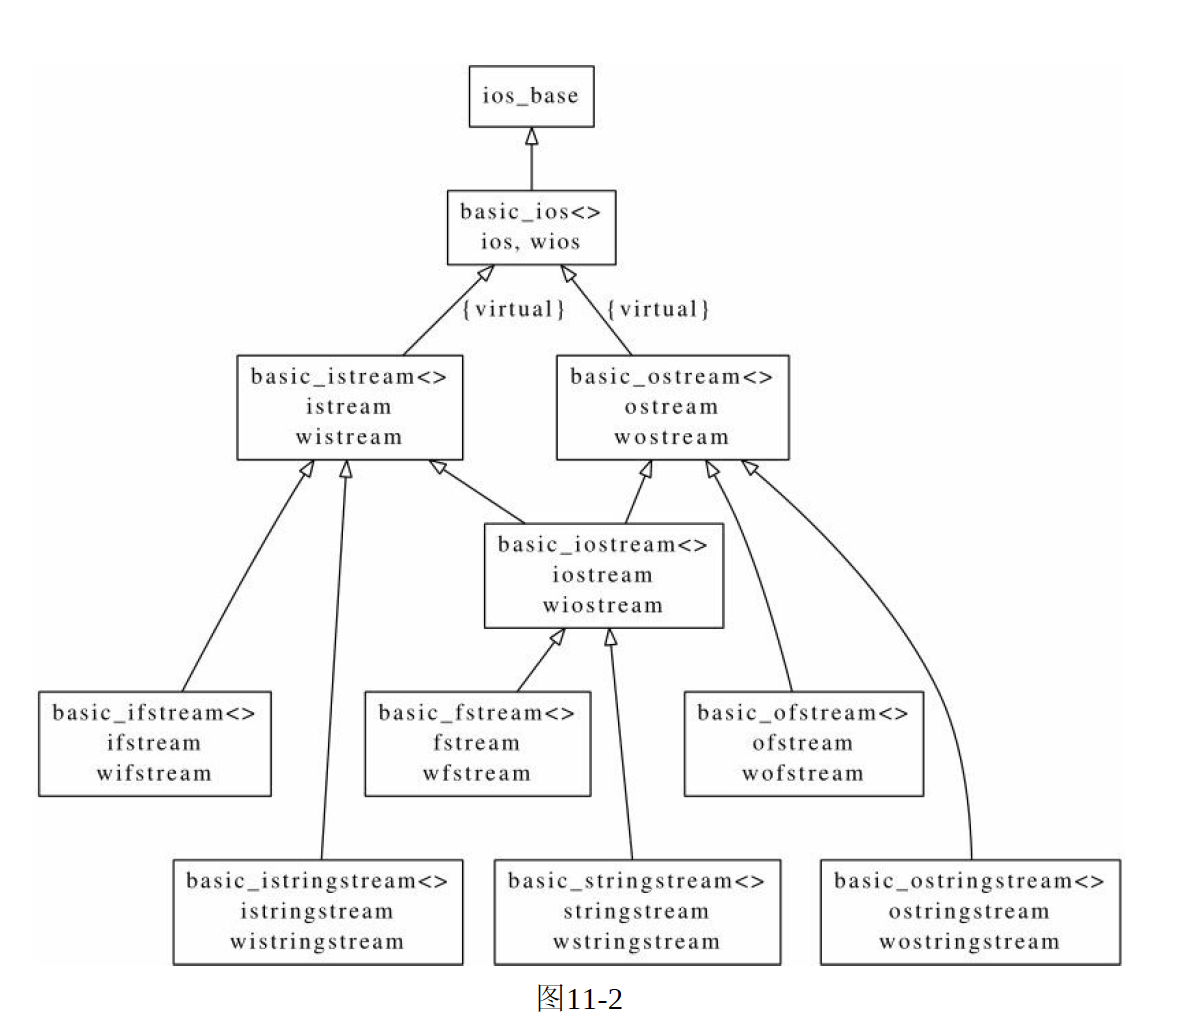 ios_base
basic_ios<>
ios, wios
{virtual}
{virtual}
basic_istream<>
istream
wistream
basic_ostream<>
ostream
wostream
basic_iostream<>
iostream
wiostream
basic_ifstream<>
ifstream
wifstream
basic_fstream<>
fstream
wfstream
basic_ofstream<>
ofstream
wofstream
basic_istringstream<>
istringstream
wistringstream
basic_stringstream<>
stringstream
wstringstream
basic_ostringstream<>
ostringstream
wostringstream
图11-2